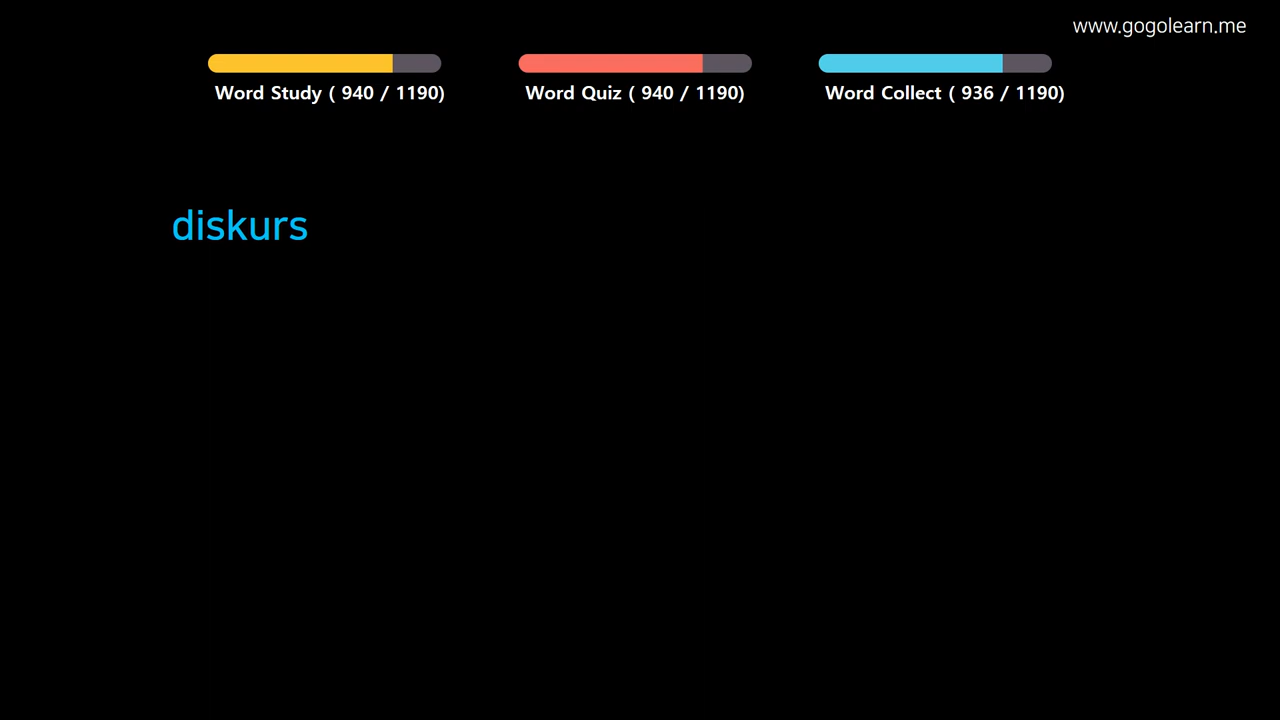 www.gogolearn.me
Word Study ( 940 / 1190)
Word Quiz ( 940 / 1190)
Word Collect ( 936 / 1190)
diskurs